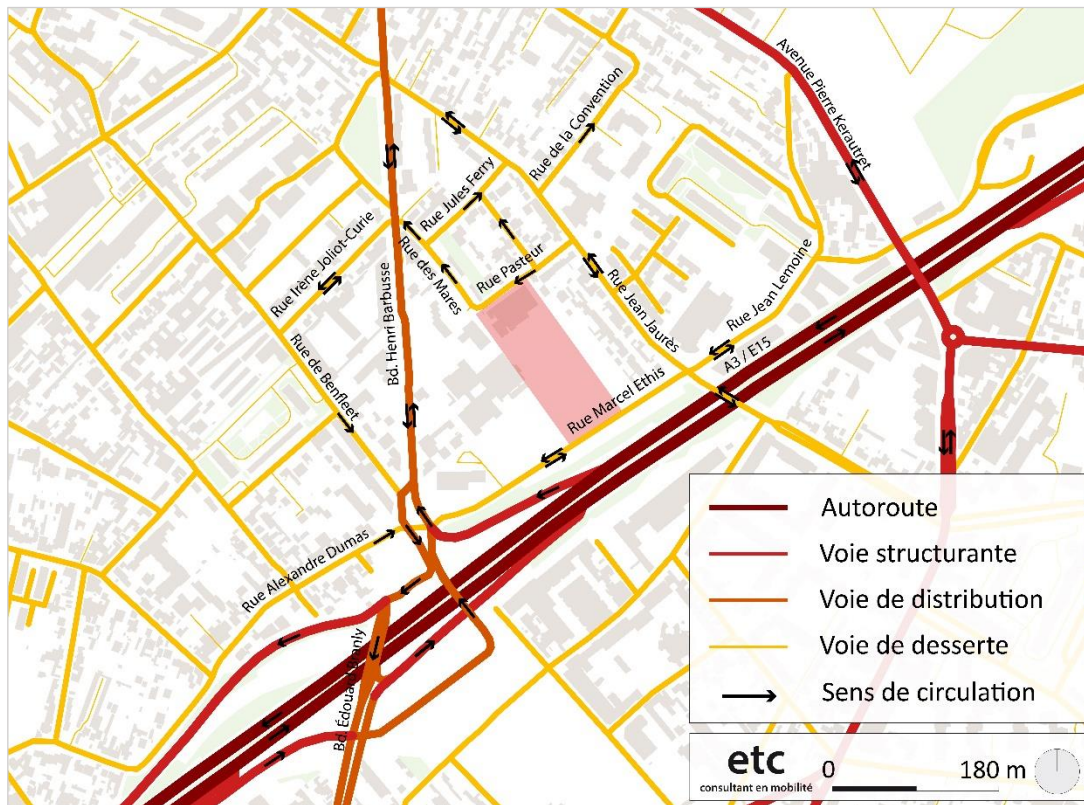 Avenue Pierre Kerautret
Rue de la Convention
Rue Jules Ferry
Rue Irène Joliot-Curie
Rue des Mares
Rue Pasteur
Bd. Henri Barbusse
Rue Jean Jaurès
Rue Jean Lemoine
A3 / E15
Rue de Benfleet
Rue Marcel Ethis
Rue Alexandre Dumas
Bd. Édouard Branly
Autoroute
Voie structurante
Voie de distribution
Voie de desserte
Sens de circulation
etc
consultant en mobilité
0 180 m